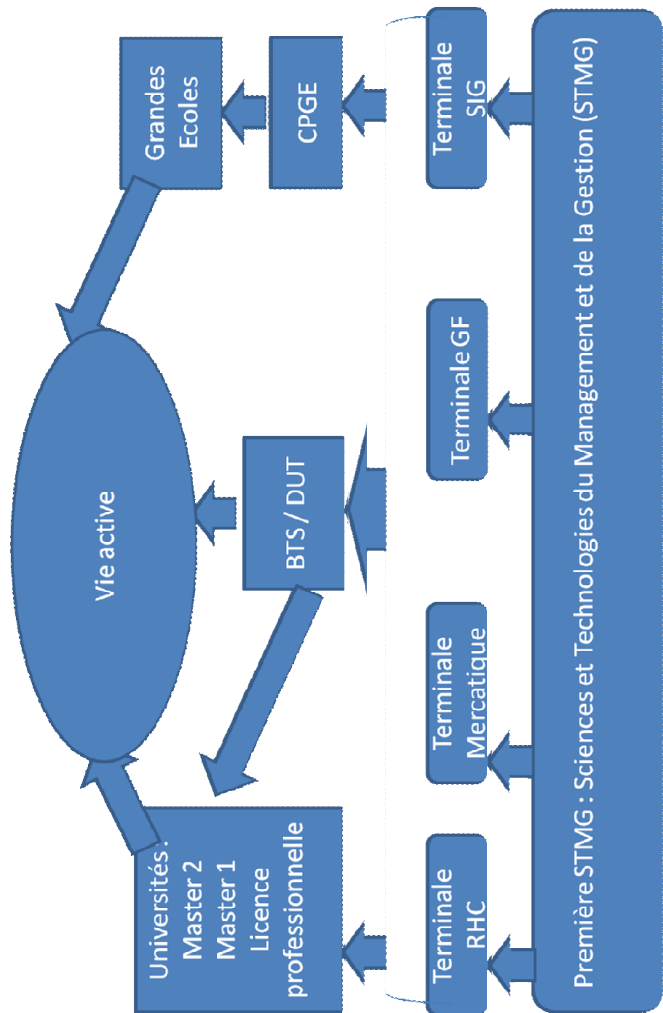 Vie active
Grandes
Ecoles
Universités :
Master 2
Master 1
Licence
professionnelle
BTS / DUT
CPGE
Terminale
RHC
Terminale
Mercatique
Terminale GF
Terminale
SIG
Première STMG : Sciences et Technologies du Management et de la Gestion (STMG)